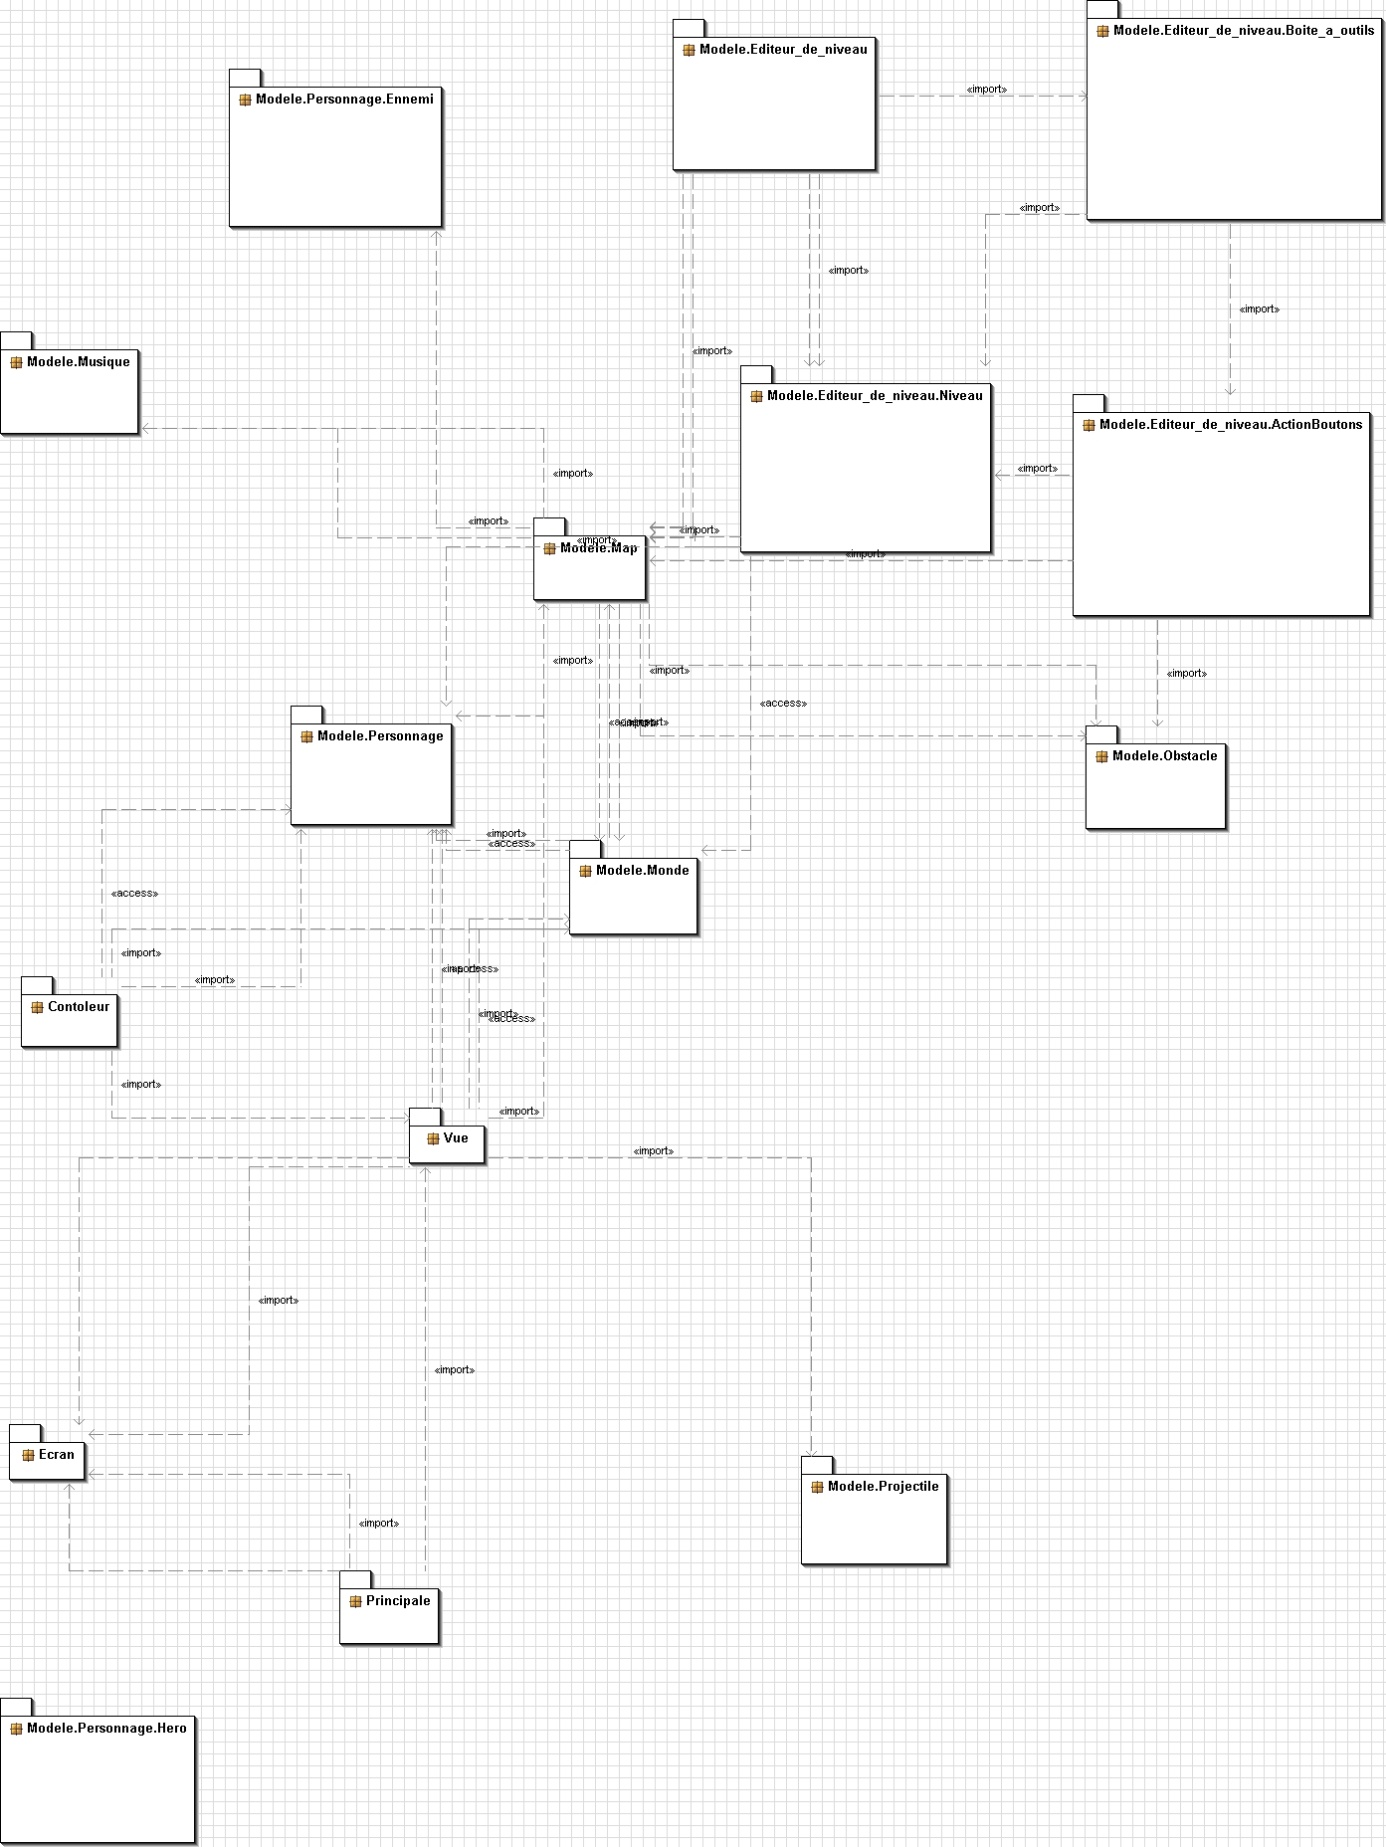 Modele.Editeur_de_niveau.Boite_a_outils
Modele.Editeur_de_niveau
«import»
Modele.Personnage.Ennemi
«import»
«import»
«import»
«import»
Modele.Musique
Modele.Editeur_de_niveau.Niveau
Modele.Editeur_de_niveau.ActionBoutons
«import»
«import»
«import»
«import»
«import»
Modele.Map
«import»
«import»
«import»
«import»
«access»
Modele.Personnage
Modele.Obstacle
«import»
«access»
Modele.Monde
«access»
«import»
«import»
Contoleur
«import»
«access»
«import»
«import»
Vue
«import»
«import»
«import»
Ecran
Modele.Projectile
«import»
Principale
Modele.Personnage.Hero